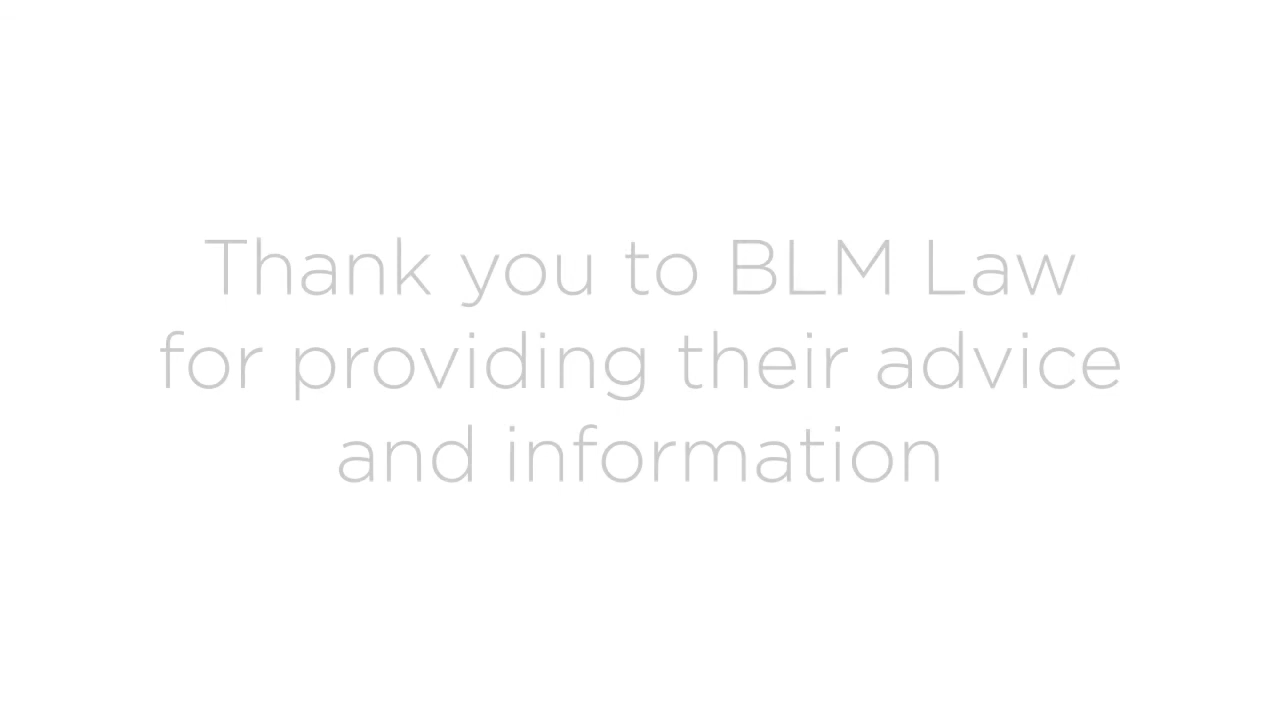 Thank you to BLM Law
for providing their advice
and information